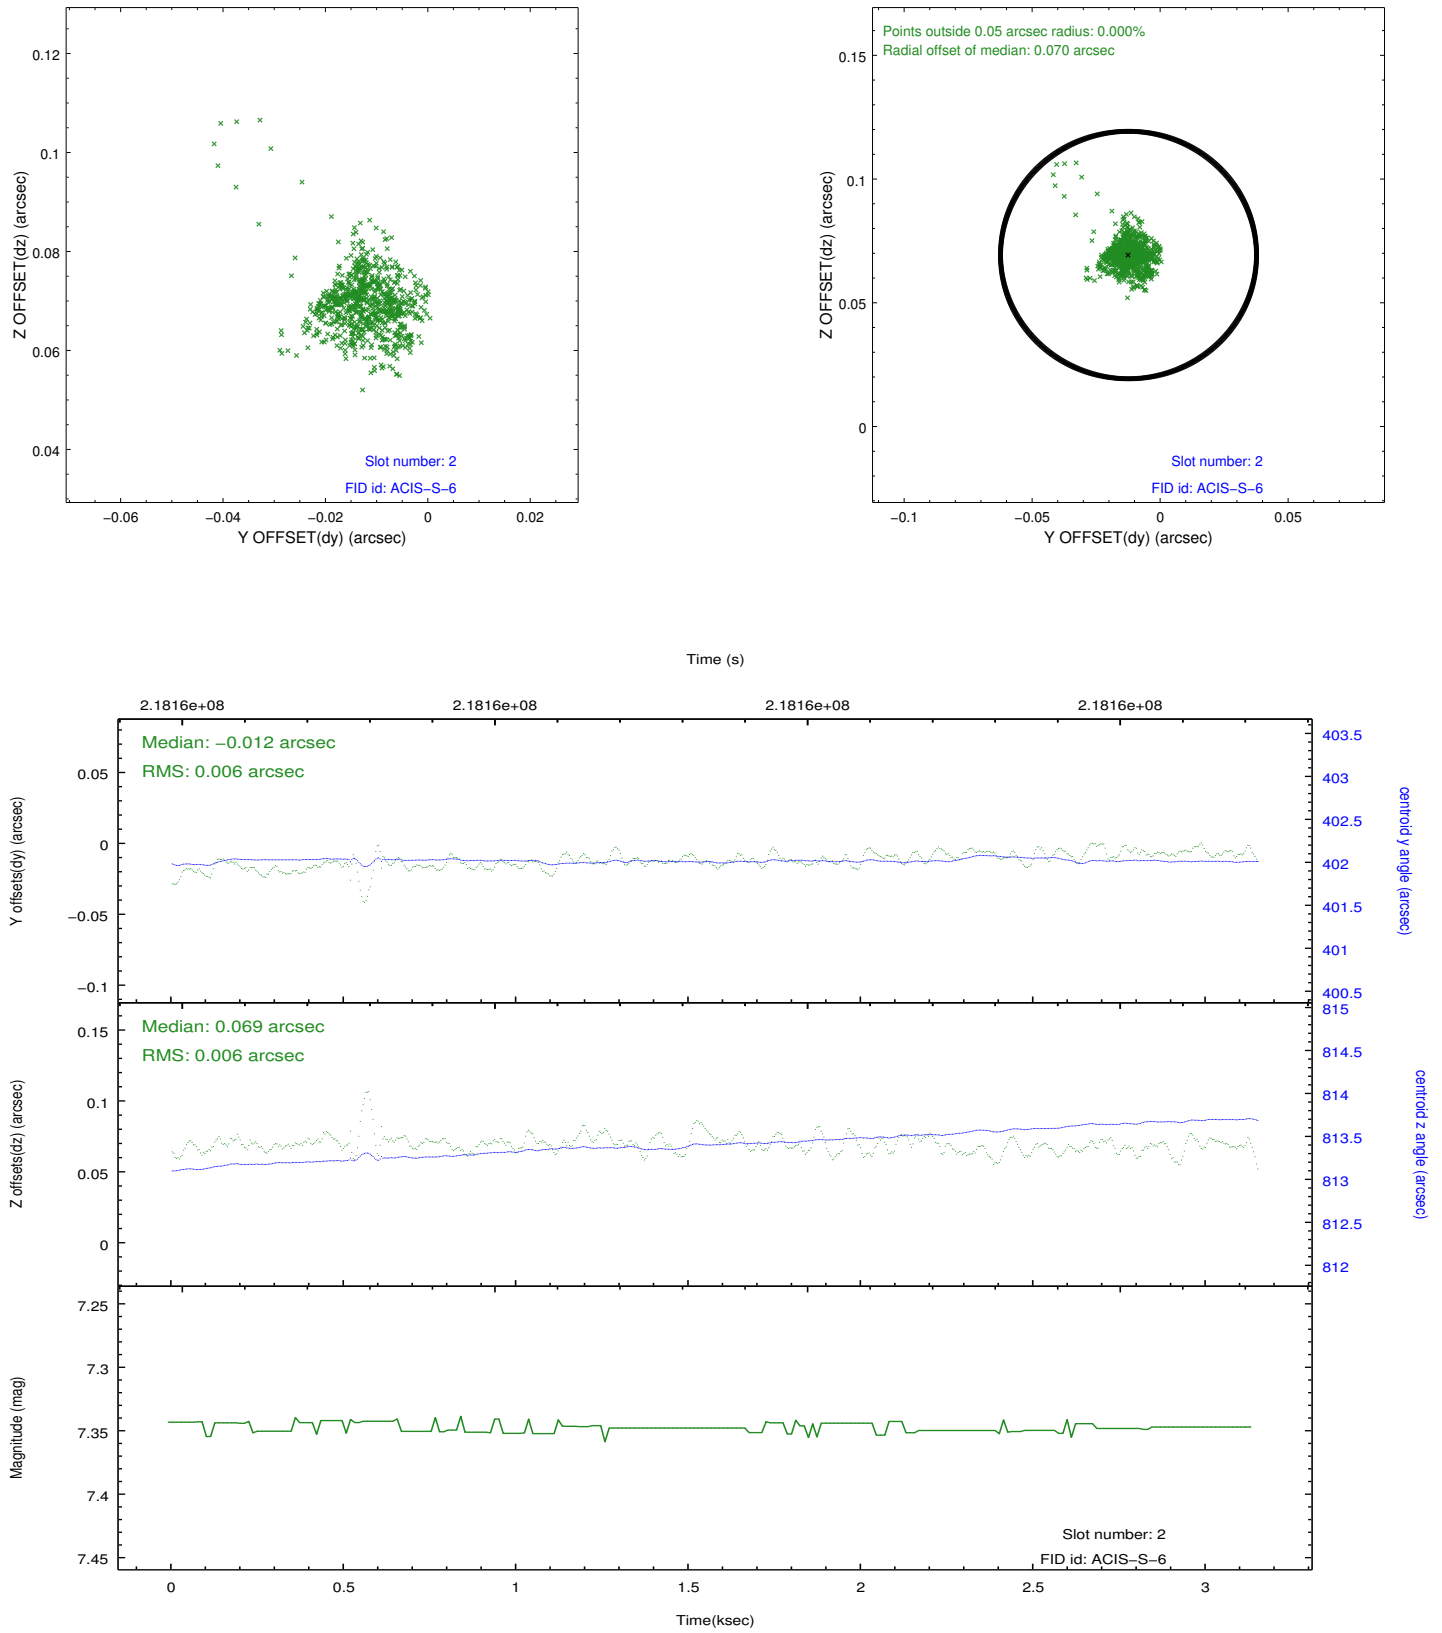 0.12
0.1
0.08
0.06
0.04
Z OFFSET(dz) (arcsec)
Slot number: 2
FID id: ACIS−S−6
−0.06
−0.04
−0.02
0
0.02
Y OFFSET(dy) (arcsec)
Points outside 0.05 arcsec radius: 0.000%
Radial offset of median: 0.070 arcsec
0.15
0.1
0.05
0
Z OFFSET(dz) (arcsec)
Slot number: 2
FID id: ACIS−S−6
−0.1
−0.05
0
0.05
Y OFFSET(dy) (arcsec)
Time (s)
2.1816e+08
2.1816e+08
2.1816e+08
2.1816e+08
Median: −0.012 arcsec
RMS: 0.006 arcsec
0.05
0
−0.05
−0.1
Y offsets(dy) (arcsec)
403.5
403
402.5
402
401.5
401
400.5
centroid y angle (arcsec)
Median: 0.069 arcsec
RMS: 0.006 arcsec
0.15
0.1
0.05
0
Z offsets(dz) (arcsec)
815
814.5
814
813.5
813
812.5
812
centroid z angle (arcsec)
7.25
7.3
7.35
7.4
7.45
Magnitude (mag)
Slot number: 2
FID id: ACIS−S−6
0
0.5
1
1.5
2
2.5
3
Time(ksec)